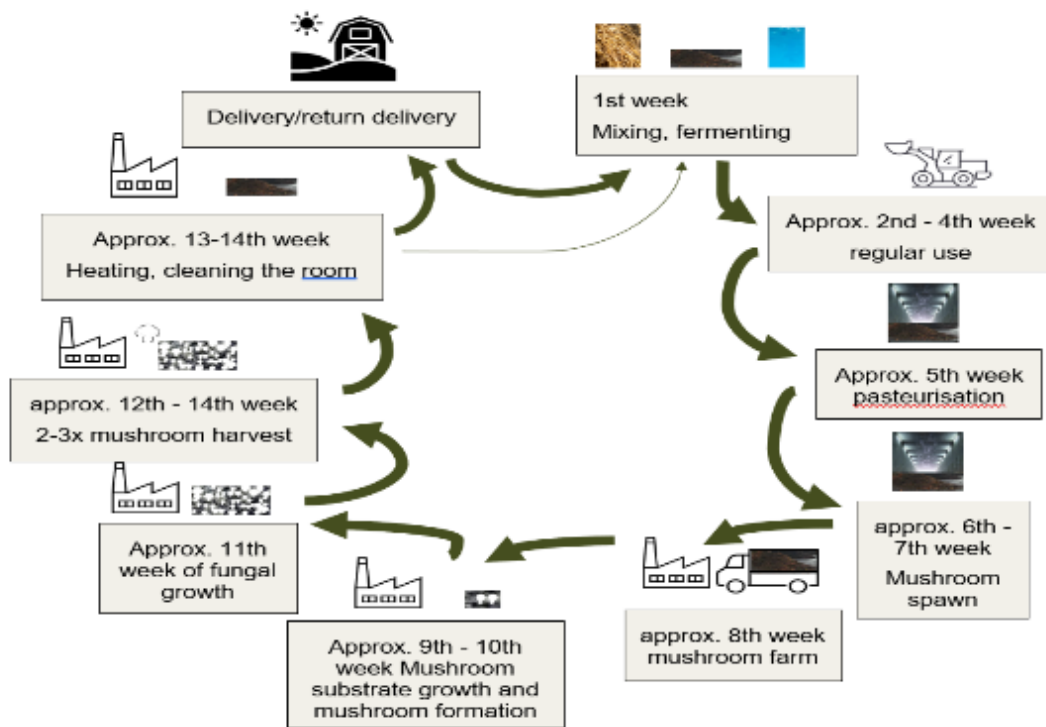 Delivery/return delivery
1st week
Mixing, fermenting
Approx. 2nd - 4th week
regular use
Approx. 5th week
pasteurisation
approx. 6th -
7th week
Mushroom
spawn
approx. 8th week
mushroom farm
Approx. 9th - 10th
week Mushroom
substrate growth and
mushroom formation
Approx. 11th
week of fungal
growth
approx. 12th - 14th week
2-3x mushroom harvest
Approx. 13-14th week
Heating, cleaning the room